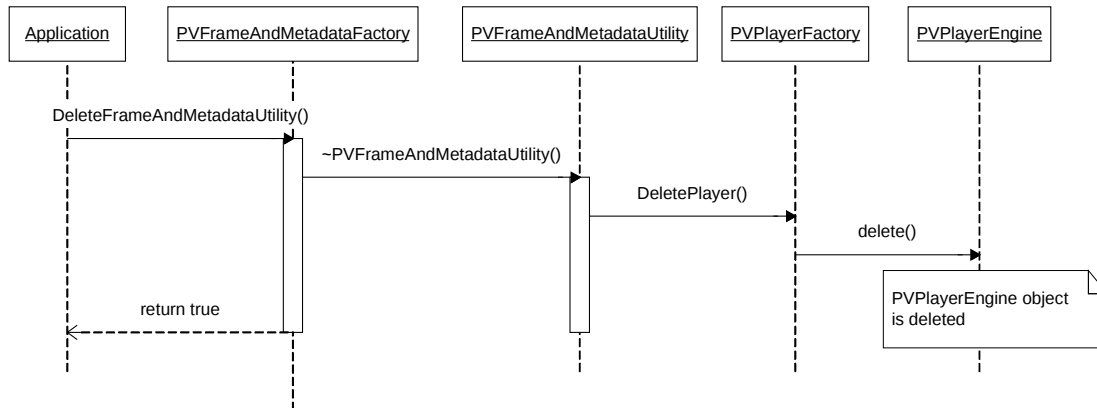 Application
PVFrameAndMetadataFactory
PVFrameAndMetadataUtility
PVPlayerFactory
PVPlayerEngine
DeleteFrameAndMetadataUtility()
~PVFrameAndMetadataUtility()
DeletePlayer()
delete()
PVPlayerEngine object
is deleted
return true